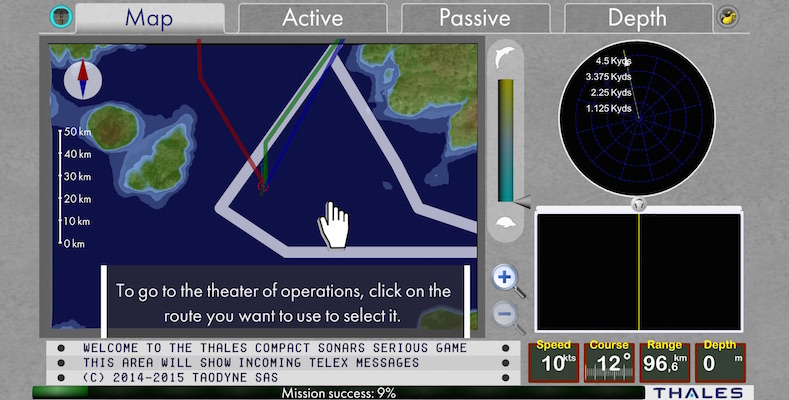 Map
Active
Passive
Depth
50 km
40 km
30 km
20 km
10 km
0 km
To go to the theater of operations, click on the
route you want to use to select it.
4.5 Kyds
3.375 Kyds
2.25 Kyds
1.125 Kyds
WELCOME TO THE THALES COMPACT SONARS SERIOUS GAME
THIS AREA WILL SHOW INCOMING TELEX MESSAGES
(C) 2014-2015 TAODYNE SAS
Speed
10 kts
Course
12°
Range
96,6 km
Depth
0 m
Mission success: 9%
THALES